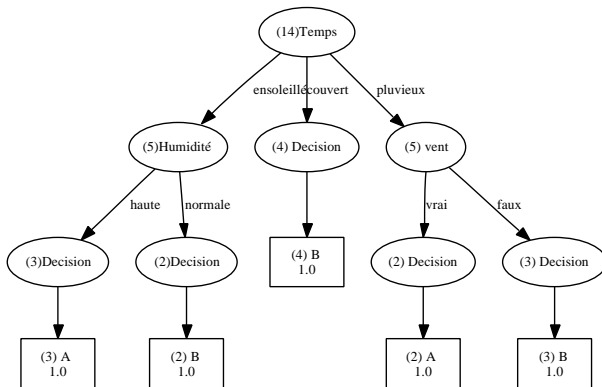 (14)Temps
ensoleillé
couvert
pluvieux
(5)Humidité
(4) Decision
(5) vent
haute
normale
vrai
faux
(4) B
1.0
(3)Decision
(2)Decision
(2) Decision
(3) Decision
(3) A
1.0
(2) B
1.0
(2) A
1.0
(3) B
1.0